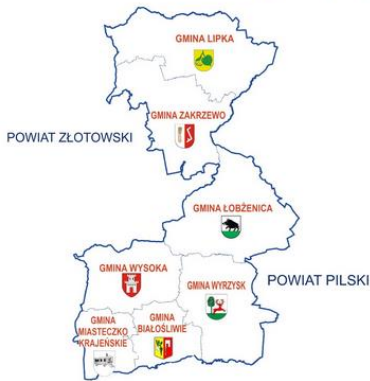 GMINA LIPKA
GMINA ZAKRZEWO
POWIAT ZŁOTOWSKI
GMINA ŁOBŻENICA
GMINA WYSOKA
GMINA WYRZYSK
POWIAT PILSKI
GMINA
MIASTECZKO
KRAJEŃSKIE
GMINA
BIAŁOŚLIWIE